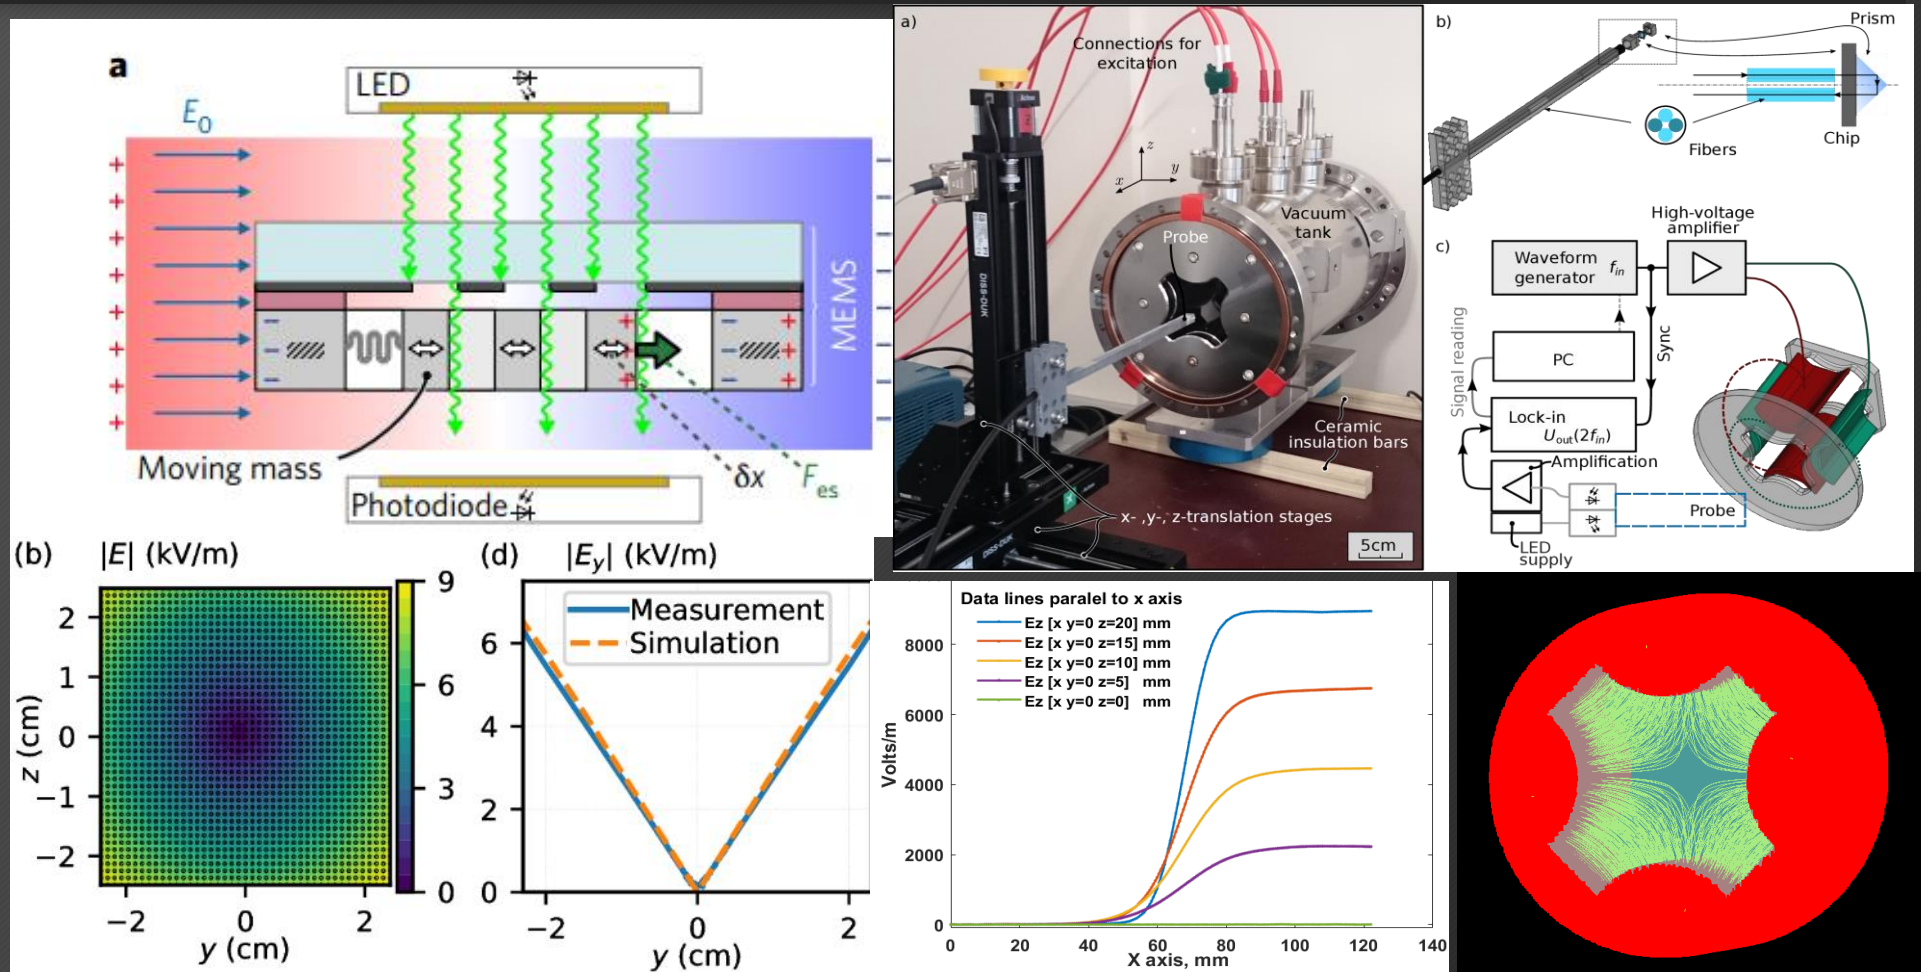 a
LED
E0
MEMS
Moving mass
δx
Fes
Photodiode
a)
Connections for
excitation
z
y
x
Vacuum
tank
Probe
Ceramic
insulation bars
x- ,y-, z-translation stages
5cm
b)
Prism
Fibers
Chip
c)
High-voltage
amplifier
Waveform
generator
fin
Signal reading
PC
Sync
Lock-in
Uout(2fin)
Amplification
Probe
LED
supply
(b) |E| (kV/m)
9
6
3
0
2
1
0
−1
−2
z (cm)
−2 0 2
y (cm)
(d) |Ey| (kV/m)
Measurement
Simulation
6
4
2
0
−2 0 2
y (cm)
Data lines paralel to x axis
Ez [x y=0 z=20] mm
Ez [x y=0 z=15] mm
Ez [x y=0 z=10] mm
Ez [x y=0 z=5] mm
Ez [x y=0 z=0] mm
8000
6000
4000
2000
0
Volts/m
0 20 40 60 80 100 120 140
X axis, mm